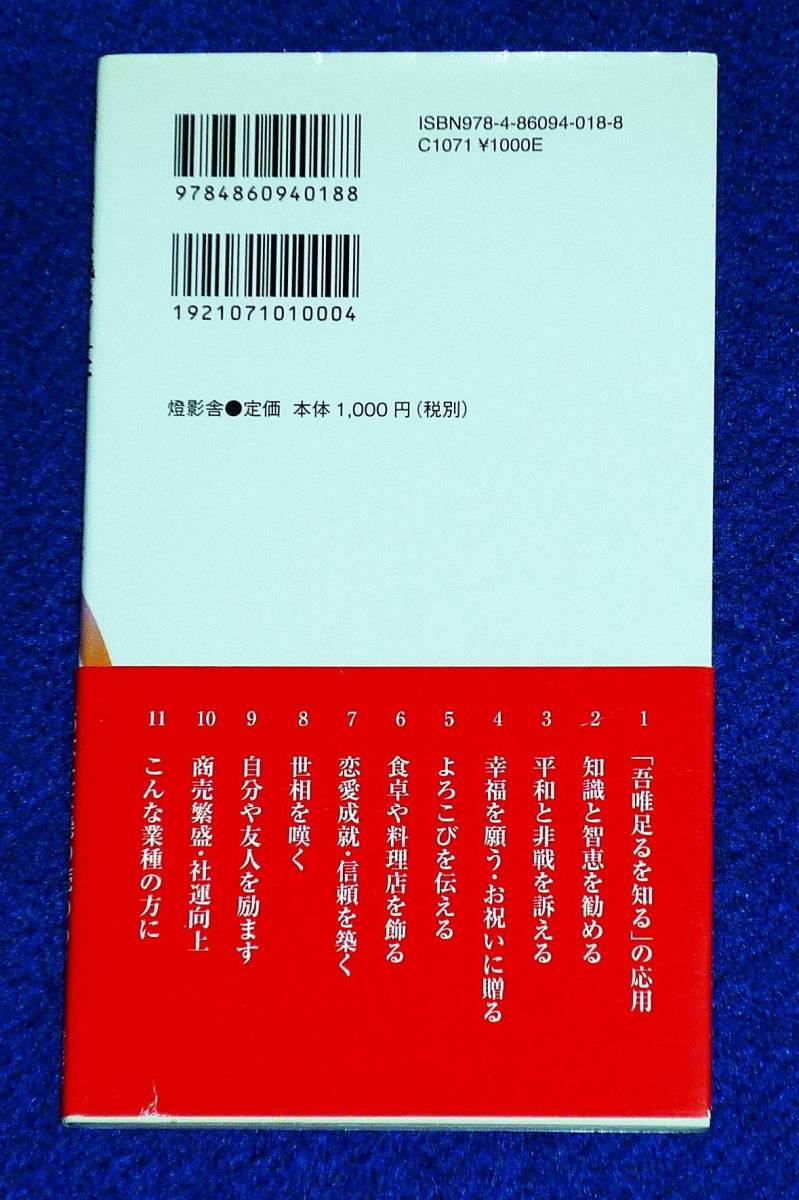 9784860940188
ISBN978-4-86094-018-8
C1071 ¥1000E
1921071010004
燈影舎●定価 本体1,000円(税別)
1 「吾唯足るを知る」の応用
2 知識と智恵を勧める
3 平和と非戦を訴える
4 幸福を願う・お祝いに贈る
5 よろこびを伝える
6 食卓や料理店を飾る
7 恋愛成就・信頼を築く
8 世相を嘆く
9 自分や友人を励ます
10 商売繁盛・社運向上
11 こんな業種の方に